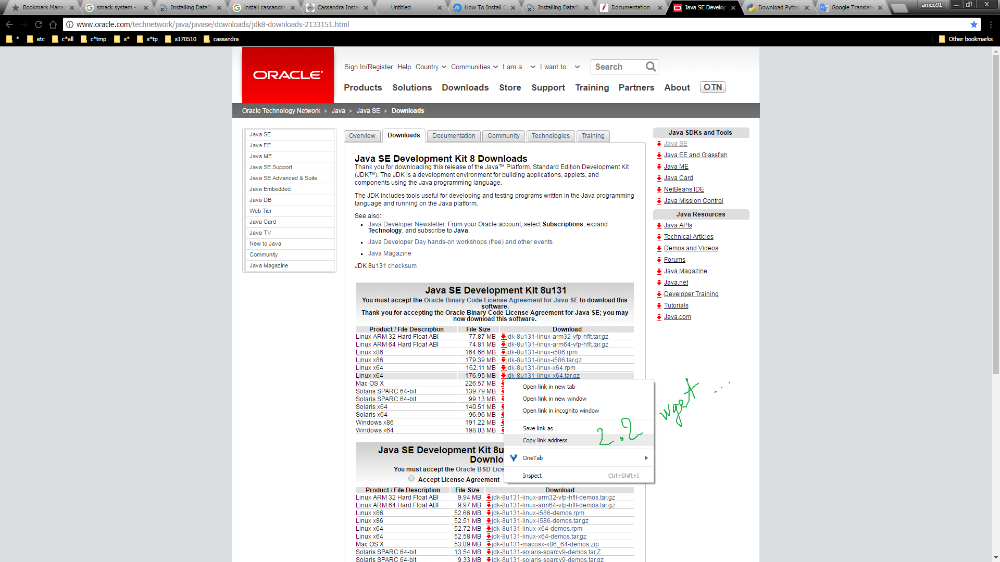 Bookmark Mana
smack system -
Installing DataSt
install cassandra
Cassandra Instal
Untitled
How To Install C
Installing DataSt
Documentation
Java SE Develop
Download Pytho
Google Translate
ameo91
www.oracle.com/technetwork/java/javase/downloads/jdk8-downloads-2133151.html
*
etc
c*all
c*tmp
s*
s*tp
s170510
cassandra
Other bookmarks
ORACLE
Sign In/Register Help Country Communities I am a... I want to...
Search
Products Solutions Downloads Store Support Training Partners About OTN
Oracle Technology Network > Java > Java SE > Downloads
Java SE
Java EE
Java ME
Java SE Support
Java SE Advanced & Suite
Java Embedded
Java DB
Web Tier
Java Card
Java TV
New to Java
Community
Java Magazine
Overview Downloads Documentation Community Technologies Training
Java SE Development Kit 8 Downloads
Thank you for downloading this release of the Java™ Platform, Standard Edition Development Kit
(JDK™). The JDK is a development environment for building applications, applets, and
components using the Java programming language.
The JDK includes tools useful for developing and testing programs written in the Java programming
language and running on the Java platform.
See also:
Java Developer Newsletter: From your Oracle account, select Subscriptions, expand
Technology, and subscribe to Java.
Java Developer Day hands-on workshops (free) and other events
Java Magazine
JDK 8u131 checksum
Java SE Development Kit 8u131
You must accept the Oracle Binary Code License Agreement for Java SE to download this
software.
Thank you for accepting the Oracle Binary Code License Agreement for Java SE; you may
now download this software.
Product / File Description File Size Download
Linux ARM 32 Hard Float ABI 77.87 MB jdk-8u131-linux-arm32-vfp-hflt.tar.gz
Linux ARM 64 Hard Float ABI 74.81 MB jdk-8u131-linux-arm64-vfp-hflt.tar.gz
Linux x86 164.66 MB jdk-8u131-linux-i586.rpm
Linux x86 179.39 MB jdk-8u131-linux-i586.tar.gz
Linux x64 162.11 MB jdk-8u131-linux-x64.rpm
Linux x64 176.95 MB jdk-8u131-linux-x64.tar.gz
Mac OS X 226.57 MB
Solaris SPARC 64-bit 139.79 MB
Solaris SPARC 64-bit 99.13 MB
Solaris x64 140.51 MB
Solaris x64 96.96 MB
Windows x86 191.22 MB
Windows x64 198.03 MB
Open link in new tab
Open link in new window
Open link in incognito window
Save link as...
Copy link address
OneTab
Inspect Ctrl+Shift+I
2.2 wget ...
Java SE Development Kit 8u
Downlo
You must accept the Oracle BSD Lice
Accept License Agreement
Product / File Description File Size Download
Linux ARM 32 Hard Float ABI 9.94 MB jdk-8u131-linux-arm32-vfp-hflt-demos.tar.gz
Linux ARM 64 Hard Float ABI 9.97 MB jdk-8u131-linux-arm64-vfp-hflt-demos.tar.gz
Linux x86 52.66 MB jdk-8u131-linux-i586-demos.rpm
Linux x86 52.51 MB jdk-8u131-linux-i586-demos.tar.gz
Linux x64 52.72 MB jdk-8u131-linux-x64-demos.rpm
Linux x64 52.58 MB jdk-8u131-linux-x64-demos.tar.gz
Mac OS X 53.09 MB jdk-8u131-macosx-x86_64-demos.zip
Solaris SPARC 64-bit 13.54 MB jdk-8u131-solaris-sparcv9-demos.tar.Z
Solaris SPARC 64-bit 9.33 MB jdk-8u131-solaris-sparcv9-demos.tar.gz
Java SDKs and Tools
Java SE
Java EE and Glassfish
Java ME
Java Card
NetBeans IDE
Java Mission Control
Java Resources
Java APIs
Technical Articles
Demos and Videos
Forums
Java Magazine
Java.net
Developer Training
Tutorials
Java.com